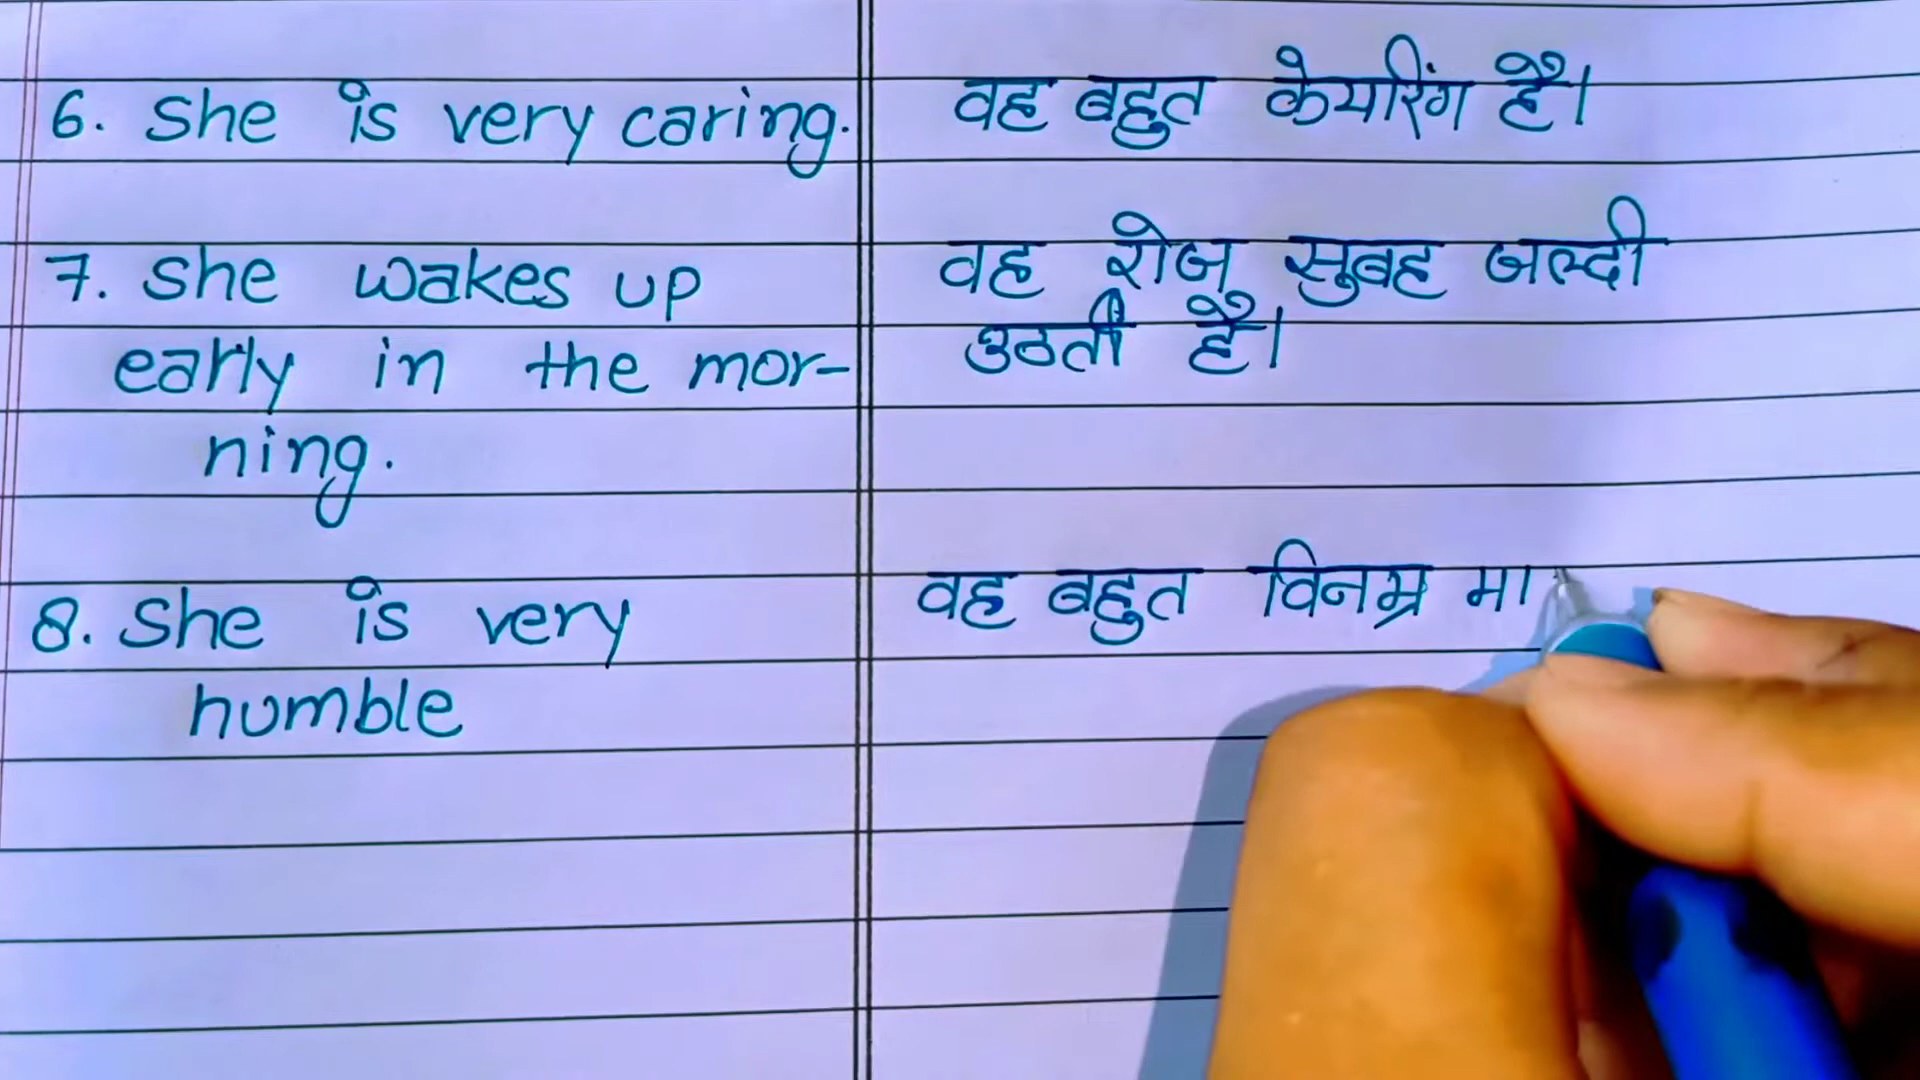 6. She is very caring.
वह बहुत केयरिंग है।
7. She wakes up
early in the mor-
ning.
वह रोज सुबह जल्दी
उठती है।
8. She is very
humble
वह बहुत विनम्र मा